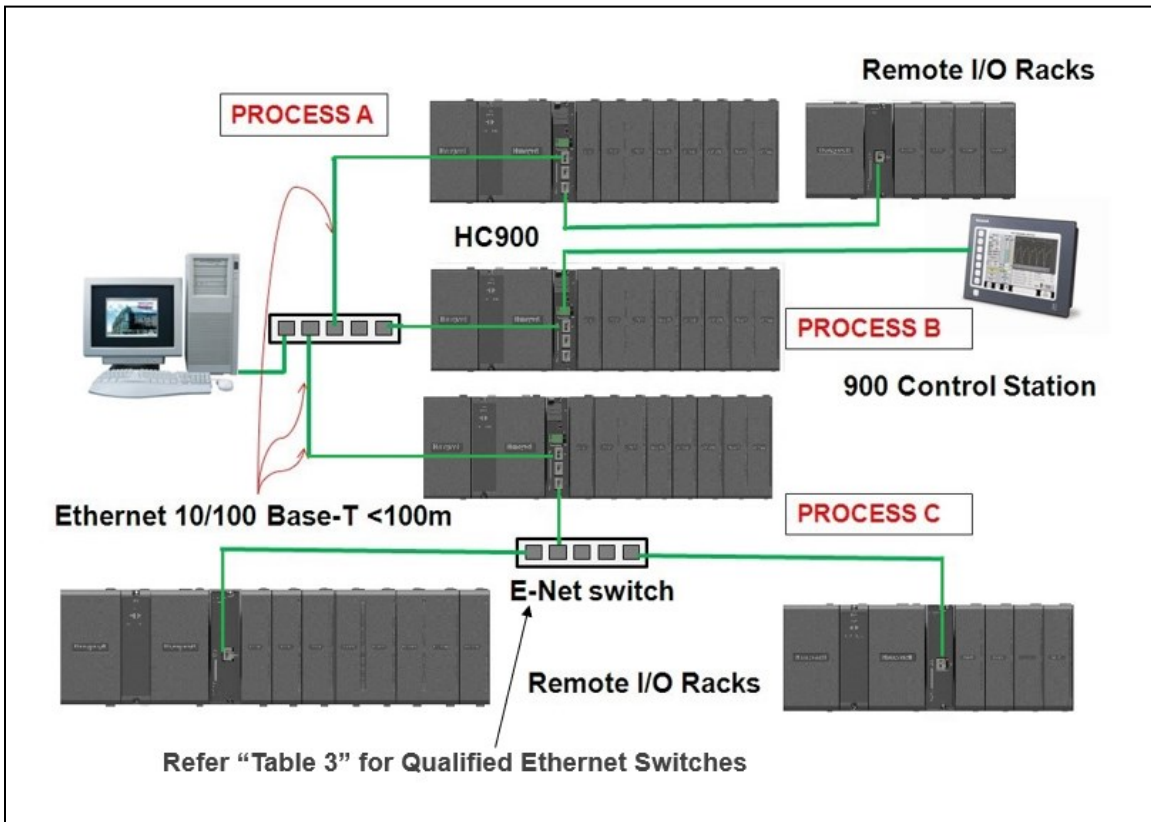 Remote I/O Racks
PROCESS A
HC900
PROCESS B
900 Control Station
Ethernet 10/100 Base-T <100m
PROCESS C
E-Net switch
Remote I/O Racks
Refer “Table 3” for Qualified Ethernet Switches